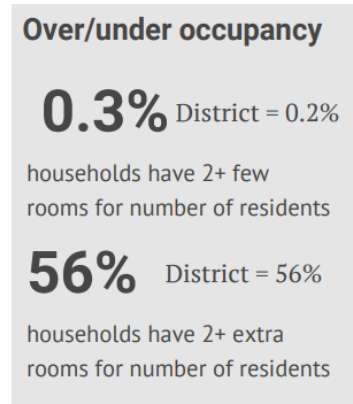 Over/under occupancy
0.3% District = 0.2%
households have 2+ few
rooms for number of residents
56% District = 56%
households have 2+ extra
rooms for number of residents